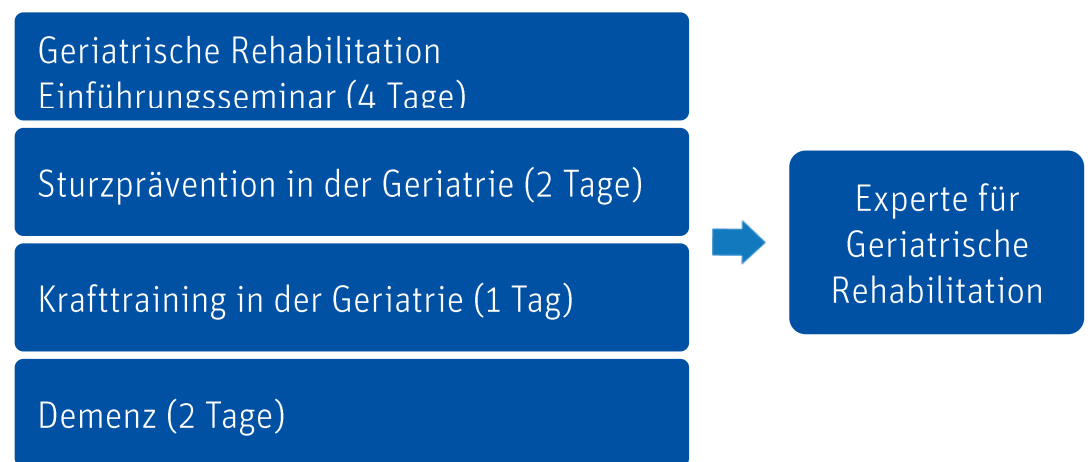 Geriatrische Rehabilitation
Einführungsseminar (4 Tage)
Sturzprävention in der Geriatrie (2 Tage)
Krafttraining in der Geriatrie (1 Tag)
Demenz (2 Tage)
Experte für
Geriatrische
Rehabilitation